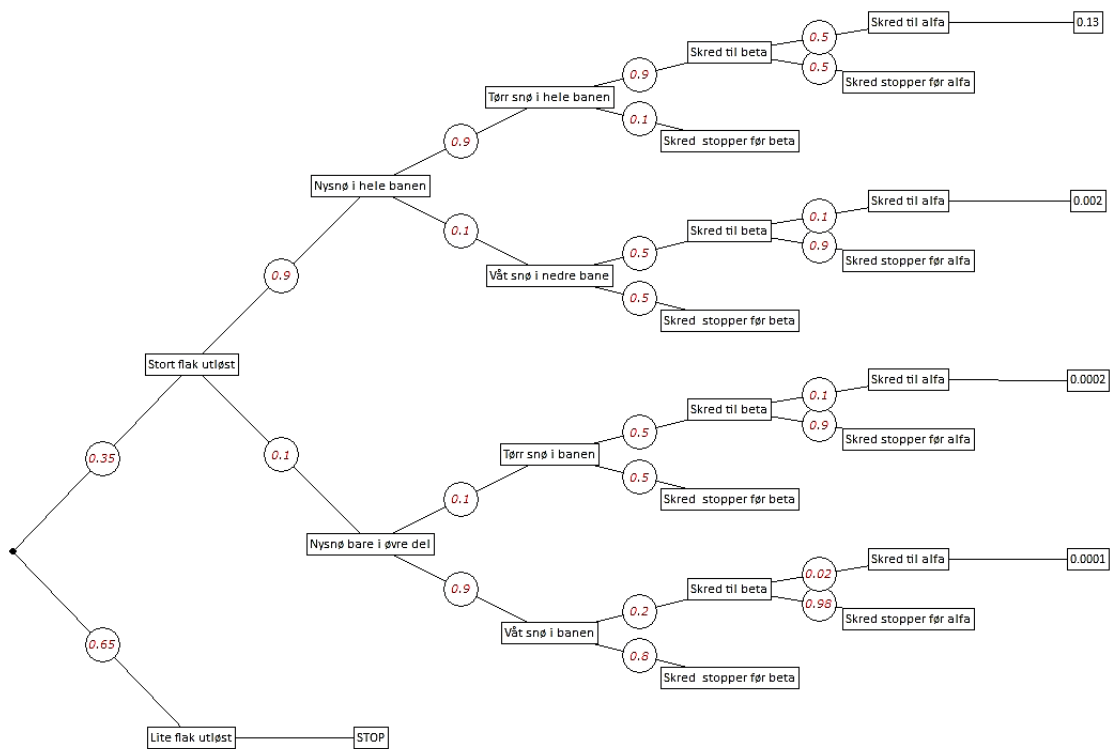 Skred til alfa
0.13
0.5
Skred til beta
0.5
0.9
Skred stopper før alfa
Tørr snø i hele banen
0.1
0.9
Skred  stopper før beta
Nysnø i hele banen
Skred til alfa
0.002
0.1
0.1
Skred til beta
0.9
0.5
Skred stopper før alfa
Våt snø i nedre bane
0.9
0.5
Skred  stopper før beta
Stort flak utløst
Skred til alfa
0.0002
0.1
Skred til beta
0.9
0.5
Skred stopper før alfa
0.35
0.1
Tørr snø i banen
0.5
0.1
Skred  stopper før beta
Nysnø bare i øvre del
Skred til alfa
0.0001
0.02
0.9
Skred til beta
0.98
0.2
Skred stopper før alfa
Våt snø i banen
0.65
0.8
Skred  stopper før beta
Lite flak utløst
STOP